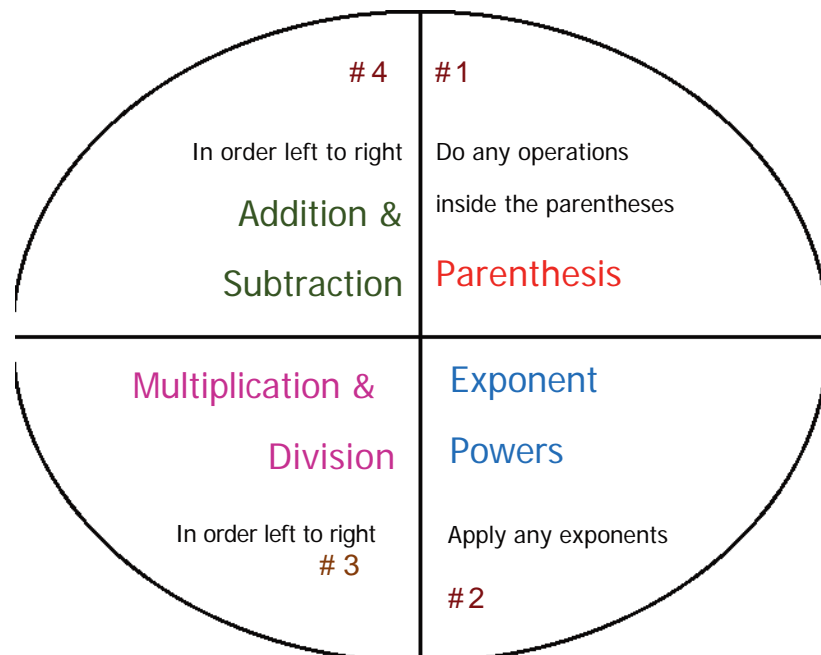 #4
In order left to right
Addition &
Subtraction
#1
Do any operations
inside the parentheses
Parenthesis
Multiplication &
Division
In order left to right
#3
Exponent
Powers
Apply any exponents
#2